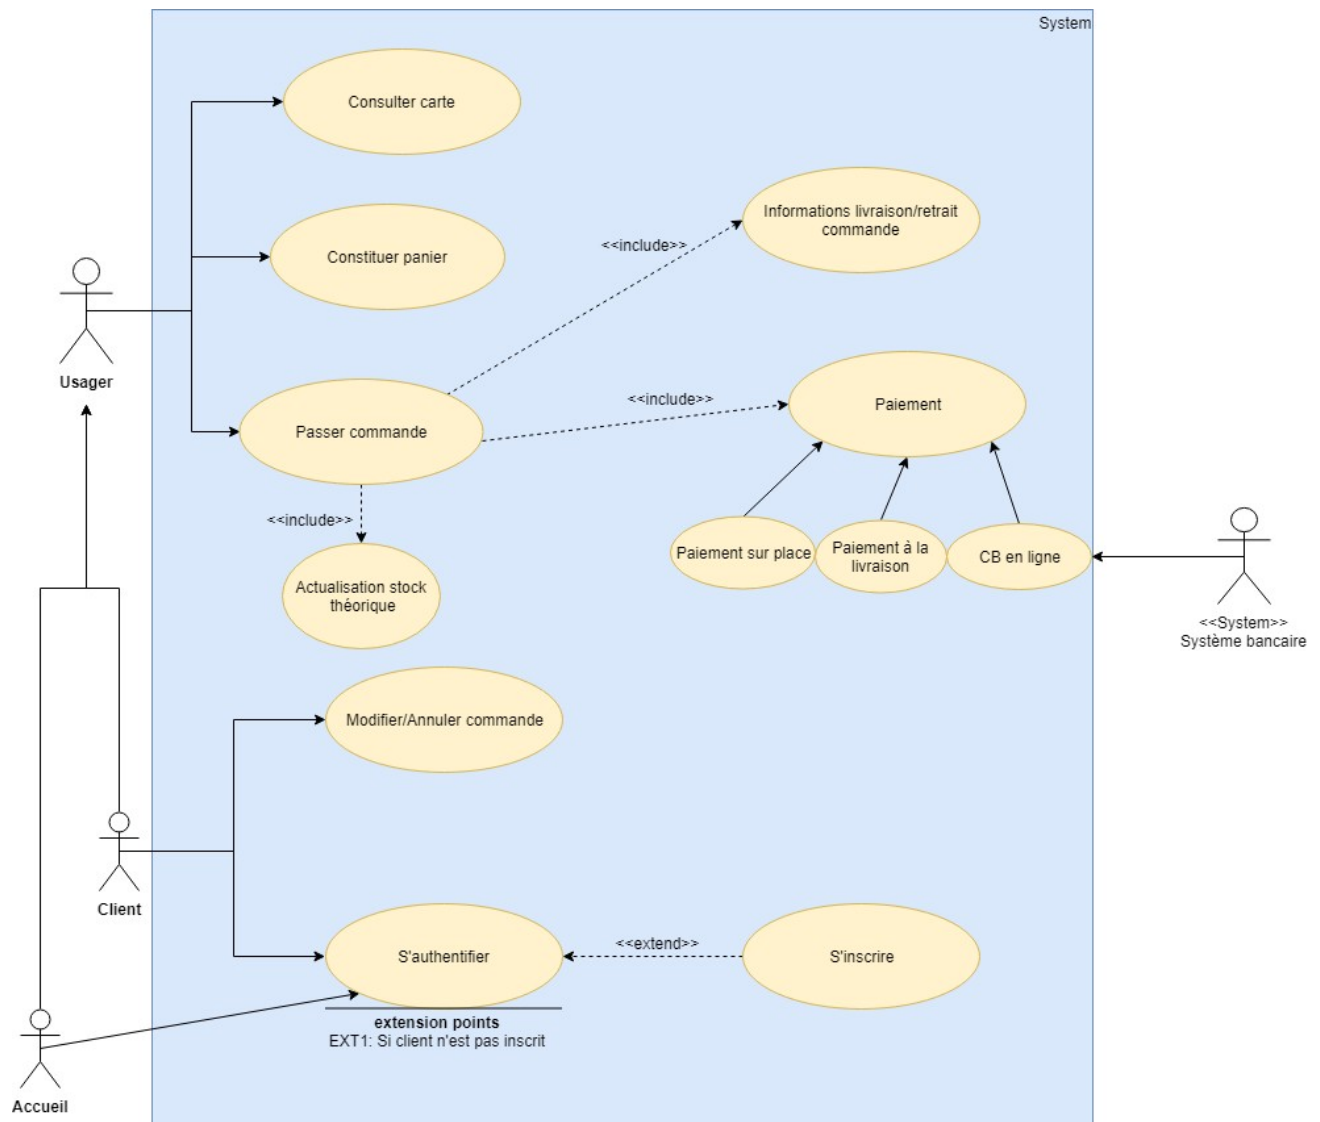 System
Consulter carte
Informations livraison/retrait
commande
<<include>>
Constituer panier
Usager
<<include>>
Paiement
Passer commande
<<include>>
Paiement sur place
Paiement à la
livraison
CB en ligne
Actualisation stock
théorique
<<System>>
Système bancaire
Modifier/Annuler commande
Client
S'authentifier
<<extend>>
S'inscrire
extension points
EXT1: Si client n'est pas inscrit
Accueil